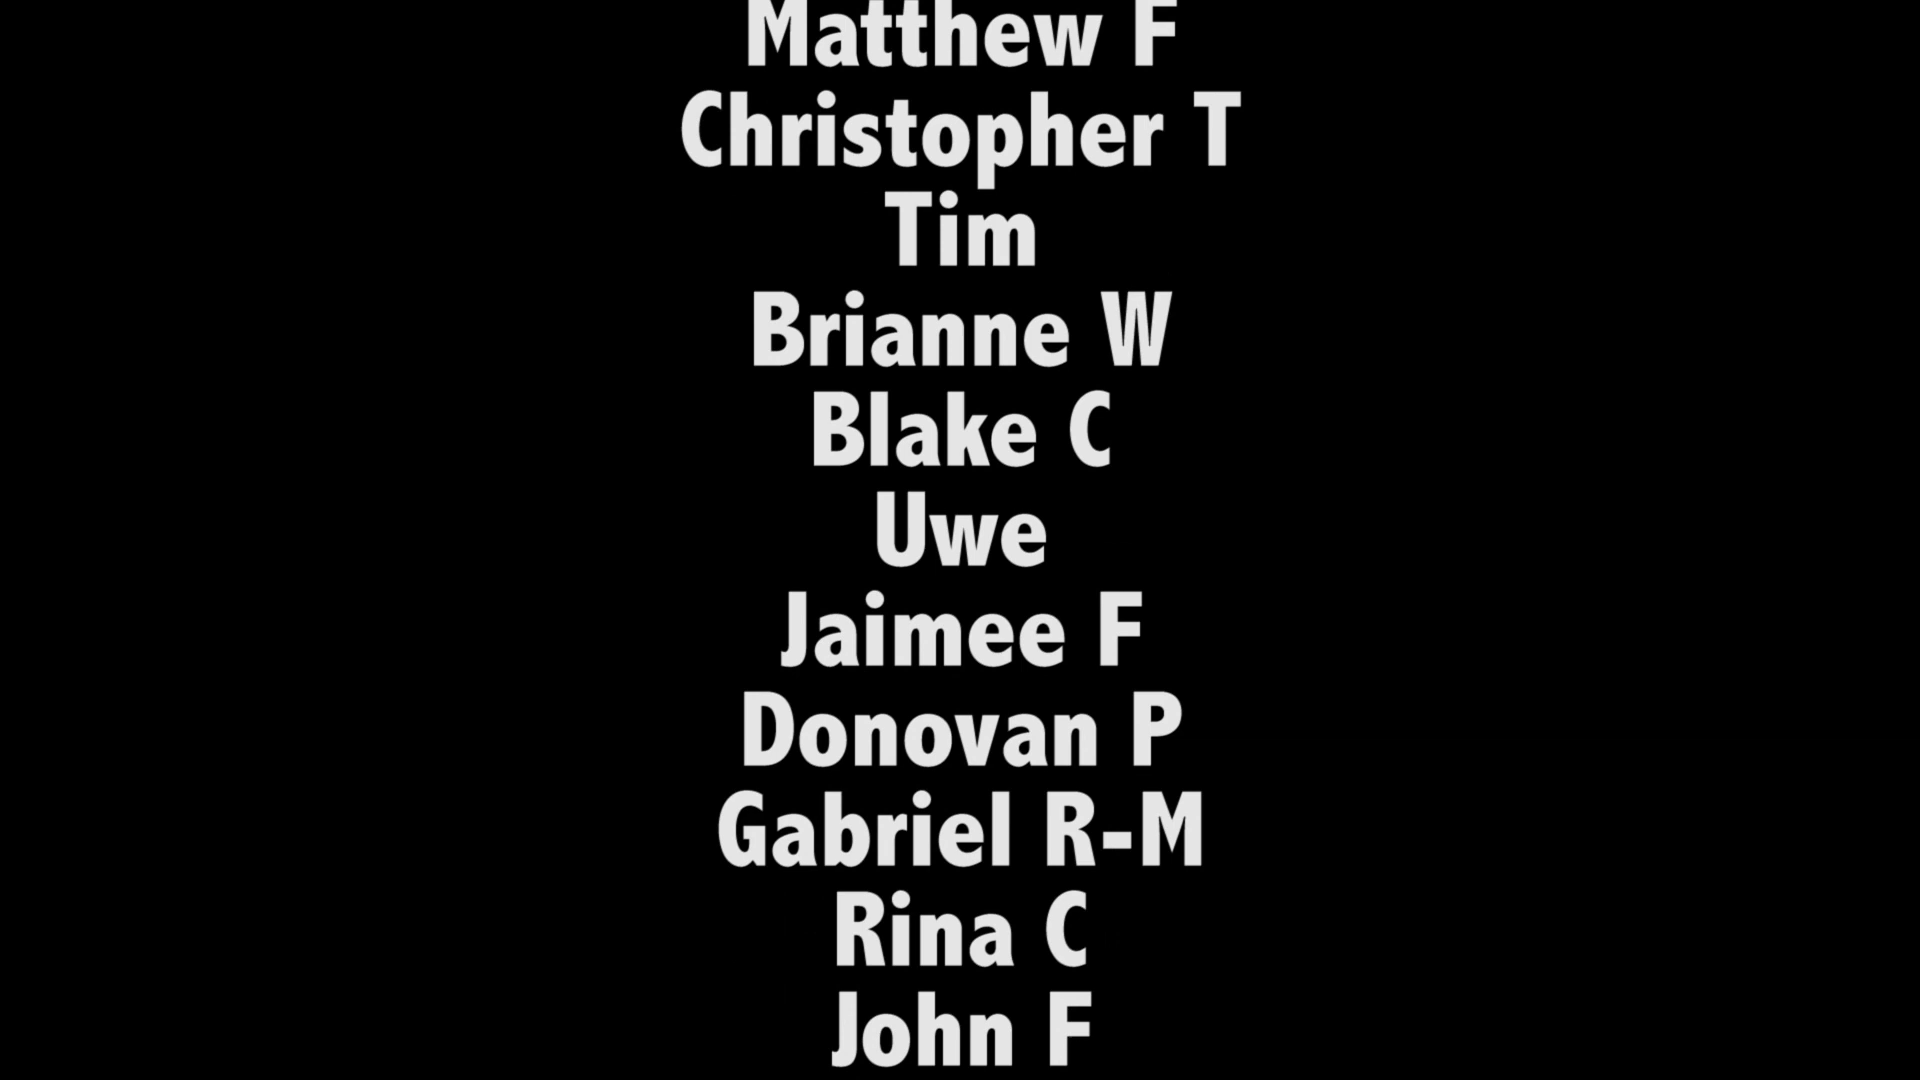 Matthew F
Christopher T
Tim
Brianne W
Blake C
Uwe
Jaimee F
Donovan P
Gabriel R-M
Rina C
John F